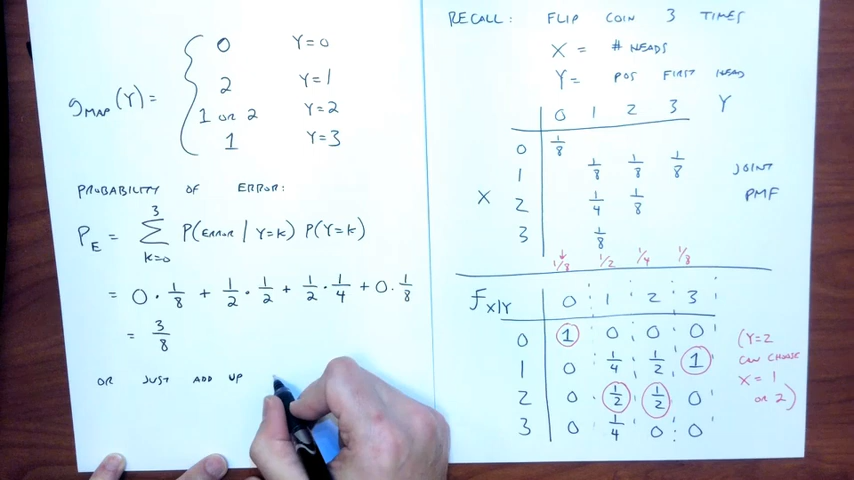 g_MAP (Y) = { 0 Y=0
2 Y=1
1 OR 2 Y=2
1 Y=3
PROBABILITY OF ERROR:
P_E = Σ_{K=0}^{3} P(ERROR | Y=K) P(Y=K)
= 0 · 1/8 + 1/2 · 1/2 + 1/2 · 1/4 + 0 · 1/8
= 3/8
OR JUST ADD UP
RECALL: FLIP COIN 3 TIMES
X = # HEADS
Y = POS FIRST HEAD
0 1 2 3 Y
0 1/8
1 1/8 1/8 1/8 JOINT
X 2 1/4 1/8 PMF
3 1/8
1/8 1/2 1/4 1/8
f_X|Y 0 1 2 3
0 1 0 0 0 (Y=2
1 0 1/4 1/2 1 CAN CHOOSE
X = 1
2 0 1/2 1/2 0 OR 2)
3 0 1/4 0 0